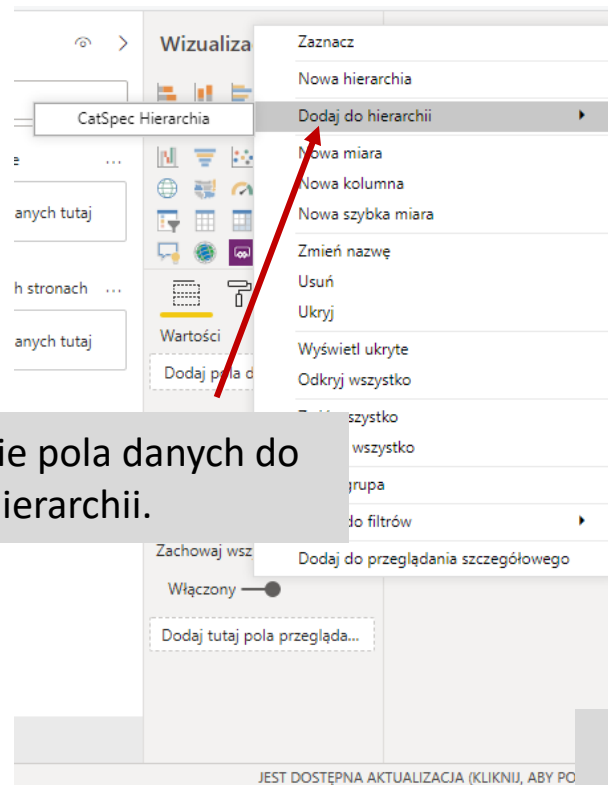 Wizualiza
CatSpec Hierarchia
...
anych tutaj
h stronach ...
anych tutaj
Wartości
Dodaj pola d
Zaznacz
Nowa hierarchia
Dodaj do hierarchii
Nowa miara
Nowa kolumna
Nowa szybka miara
Zmień nazwę
Usuń
Ukryj
Wyświetl ukryte
Odkryj wszystko
szystko
wszystko
grupa
do filtrów
Dodaj do przeglądania szczegółowego
ie pola danych do
ierarchii.
Zachowaj wsz
Włączony
Dodaj tutaj pola przegląda...
JEST DOSTĘPNA AKTUALIZACJA (KLIKNIJ, ABY PO